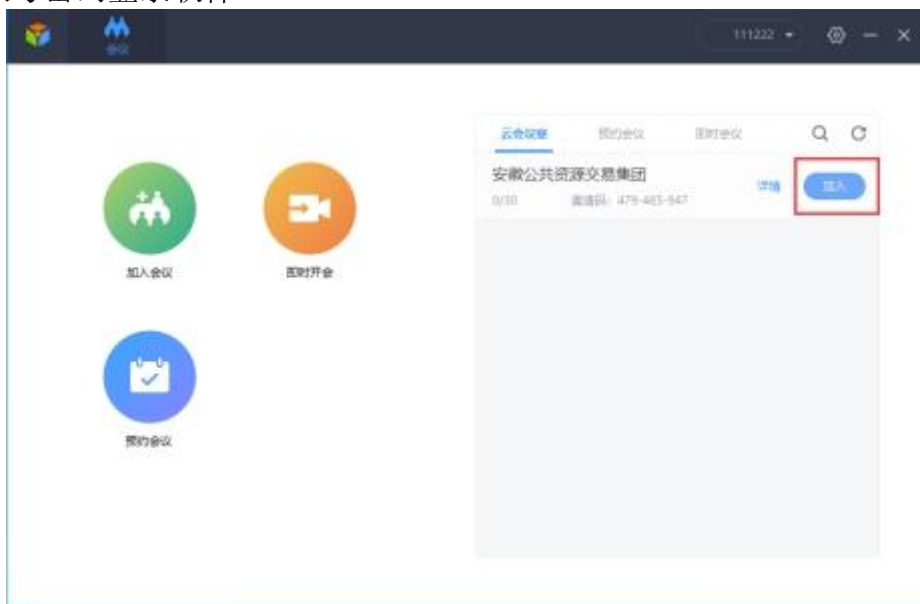 会议
111222
云会议室 预约会议 即时会议
安徽公共资源交易集团
详情 加入
0/30 邀请码：479-465-947
加入会议 即时开会
预约会议